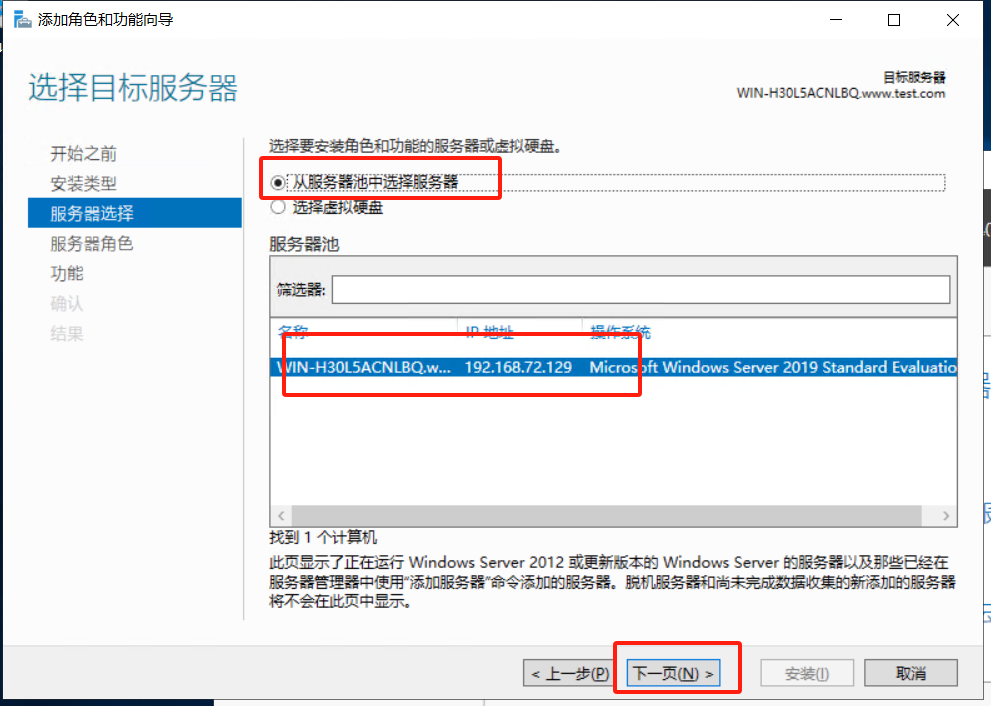 添加角色和功能向导
选择目标服务器
目标服务器
WIN-H30L5ACNLBQ.www.test.com
开始之前
安装类型
服务器选择
服务器角色
功能
确认
结果
选择要安装角色和功能的服务器或虚拟硬盘。
从服务器池中选择服务器
选择虚拟硬盘
服务器池
筛选器:
名称 IP 地址 操作系统
WIN-H30L5ACNLBQ.w... 192.168.72.129 Microsoft Windows Server 2019 Standard Evaluatio
找到 1 个计算机
此页显示了正在运行 Windows Server 2012 或更新版本的 Windows Server 的服务器以及那些已经在
服务器管理器中使用"添加服务器"命令添加的服务器。脱机服务器和尚未完成数据收集的新添加的服务器
将不会在此页中显示。
< 上一步(P) 下一页(N) > 安装(I) 取消